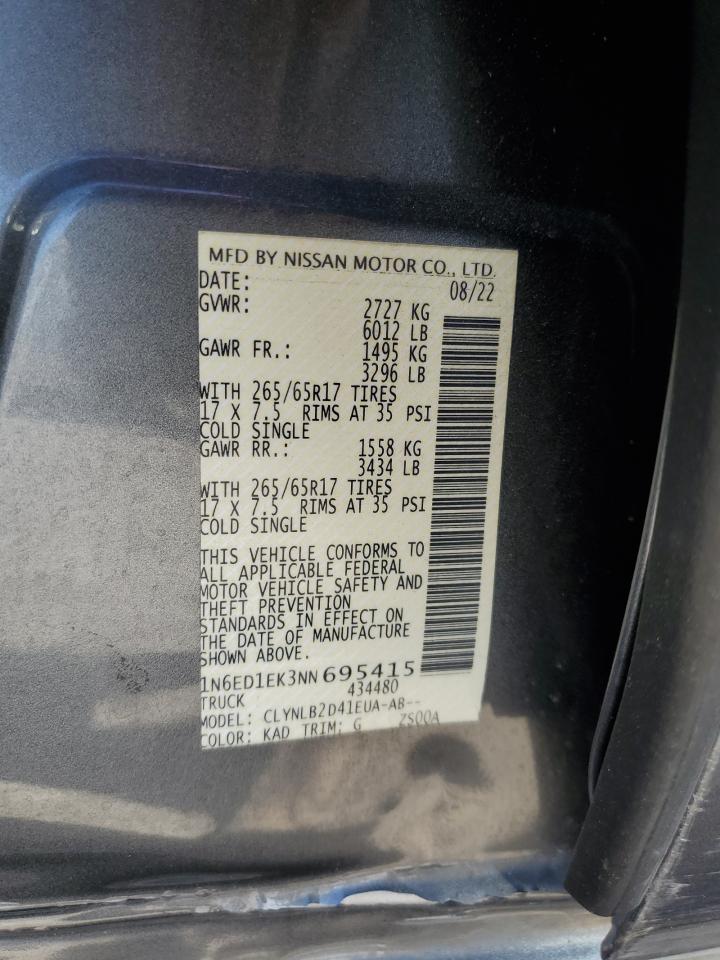 MFD BY NISSAN MOTOR CO., LTD.
DATE: 08/22
GVWR: 2727 KG
6012 LB
GAWR FR.: 1495 KG
3296 LB
WITH 265/65R17 TIRES
17 X 7.5 RIMS AT 35 PSI
COLD SINGLE
GAWR RR.: 1558 KG
3434 LB
WITH 265/65R17 TIRES
17 X 7.5 RIMS AT 35 PSI
COLD SINGLE
THIS VEHICLE CONFORMS TO
ALL APPLICABLE FEDERAL
MOTOR VEHICLE SAFETY AND
THEFT PREVENTION
STANDARDS IN EFFECT ON
THE DATE OF MANUFACTURE
SHOWN ABOVE.
1N6ED1EK3NN695415
TRUCK 434480
MODEL: CLYNLB2D41EUA-AB--
COLOR: KAD TRIM: G ZS00A